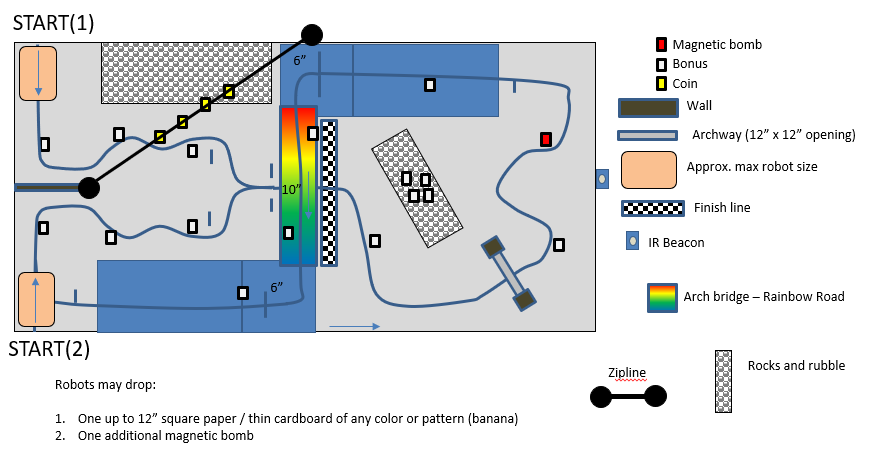 START(1)
6”
10”
6”
START(2)
Magnetic bomb
Bonus
Coin
Wall
Archway (12” x 12” opening)
Approx. max robot size
Finish line
IR Beacon
Arch bridge – Rainbow Road
Rocks and rubble
Zipline
Robots may drop:
1. One up to 12” square paper / thin cardboard of any color or pattern (banana)
2. One additional magnetic bomb